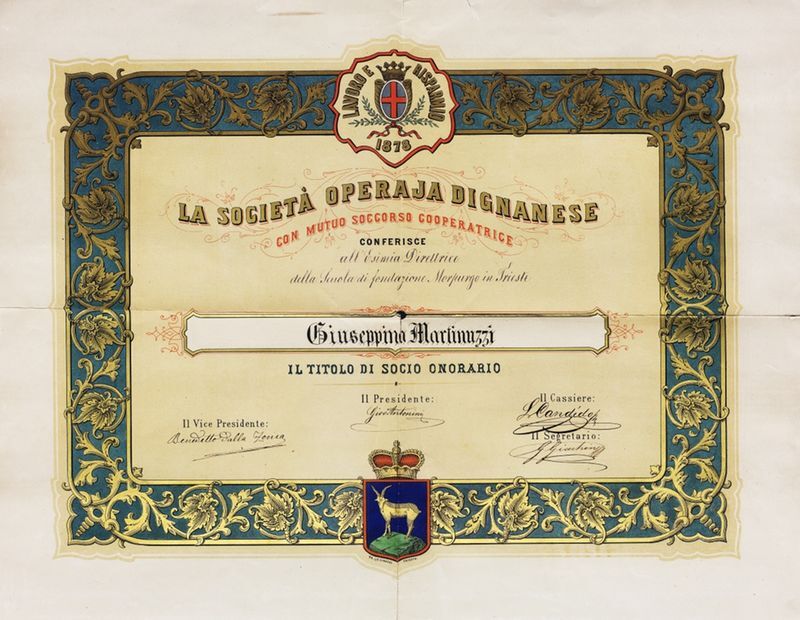 LAVORO E RISPARMIO
1878
LA SOCIETÀ OPERAJA DIGNANESE
CON MUTUO SOCCORSO COOPERATRICE
CONFERISCE
all'Esimia Direttrice
della Scuola di fondazione Morpurgo in Trieste
Giuseppina Martinuzzi
IL TITOLO DI SOCIO ONORARIO
Il Presidente:
Il Cassiere:
Il Vice Presidente:
Benedetto Dalla Zonca
Il Segretario: